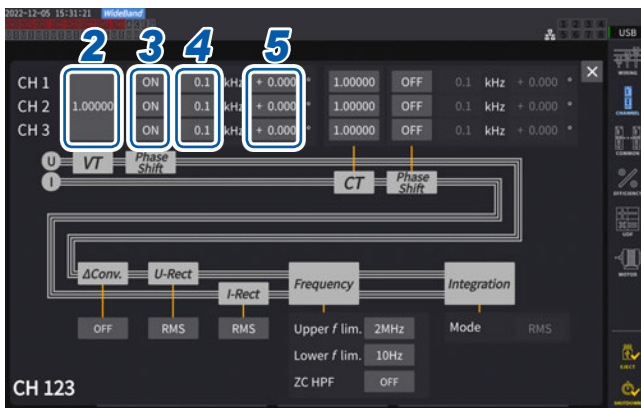 2022-12-05 15:31:21 WideBand
USB
2 3 4 5
CH 1 ON 0.1 kHz + 0.000 ° 1.00000 OFF 0.1 kHz + 0.000 °
CH 2 1.00000 ON 0.1 kHz + 0.000 ° 1.00000 OFF 0.1 kHz + 0.000 °
CH 3 ON 0.1 kHz + 0.000 ° 1.00000 OFF 0.1 kHz + 0.000 °
WIRING
CHANNEL
COMMON
EFFICIENCY
UDF
MOTOR
EJECT
SHUTDOWN
U VT Phase Shift
I CT Phase Shift
ΔConv. U-Rect I-Rect Frequency Integration
OFF RMS RMS Upper f lim. 2MHz Mode RMS
Lower f lim. 10Hz
ZC HPF OFF
CH 123